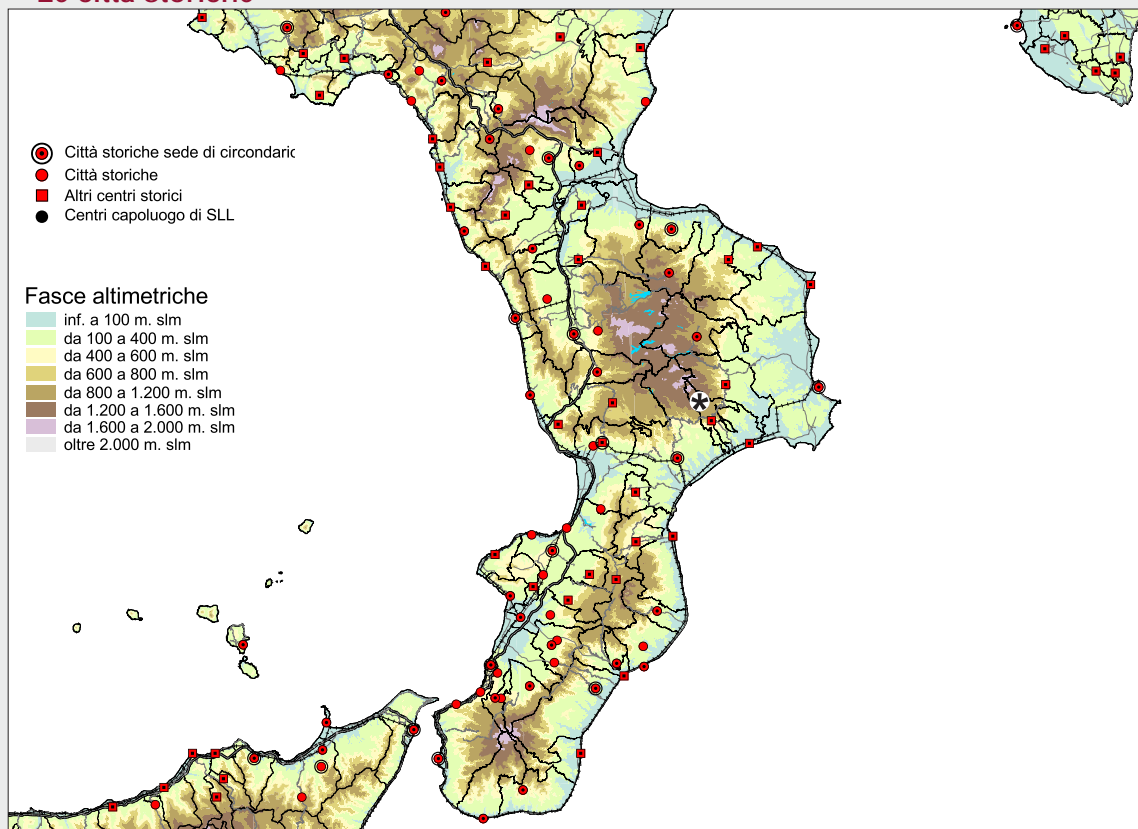 Città storiche sede di circondaric
Città storiche
Altri centri storici
Centri capoluogo di SLL
Fasce altimetriche
inf. a 100 m. slm
da 100 a 400 m. slm
da 400 a 600 m. slm
da 600 a 800 m. slm
da 800 a 1.200 m. slm
da 1.200 a 1.600 m. slm
da 1.600 a 2.000 m. slm
oltre 2.000 m. slm